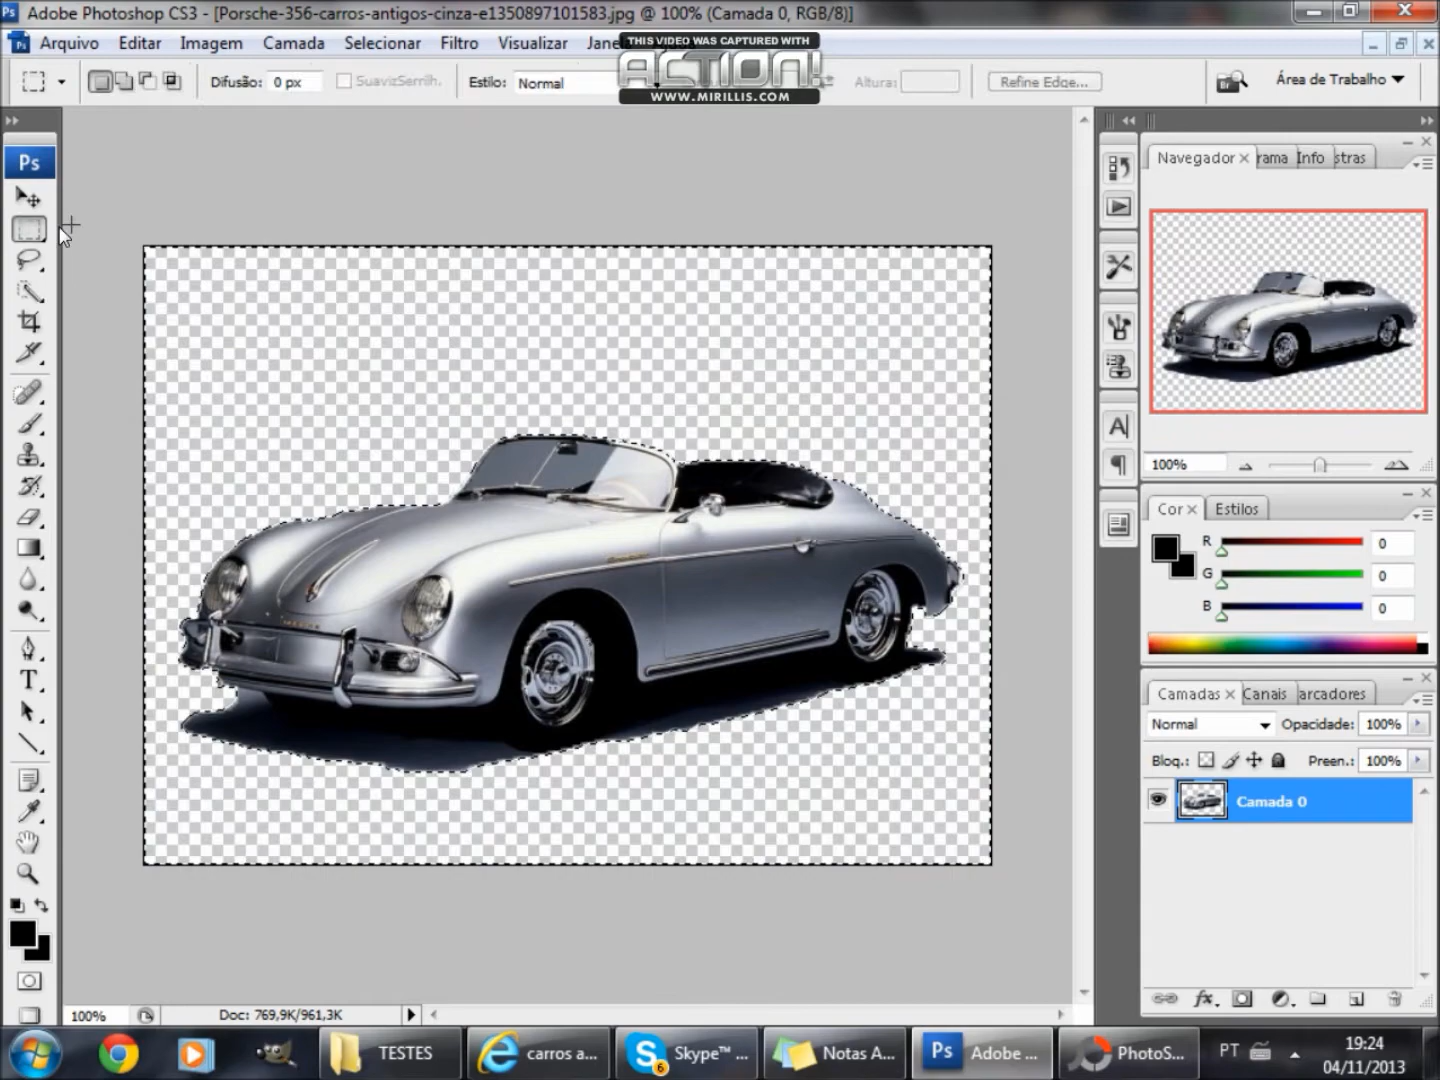 Adobe Photoshop CS3 - [Porsche-356-carros-antigos-cinza-e1350897101583.jpg @ 100% (Camada 0, RGB/8)]
Arquivo Editar Imagem Camada Selecionar Filtro Visualizar Jane
THIS VIDEO WAS CAPTURED WITH
ACTION!
WWW.MIRILLIS.COM
Difusão: 0 px SuavizSerrilh. Estilo: Normal Altura: Refine Edge... Área de Trabalho
Ps
Navegador rama Info stras
100%
Cor Estilos
R 0
G 0
B 0
Camadas Canais arcadores
Normal Opacidade: 100%
Bloq.: Preen.: 100%
Camada 0
T
A
fx
100% Doc: 769,9K/961,3K
TESTES carros a... Skype™ ... 6 Notas A... Ps Adobe ... PhotoS... PT 19:24
04/11/2013